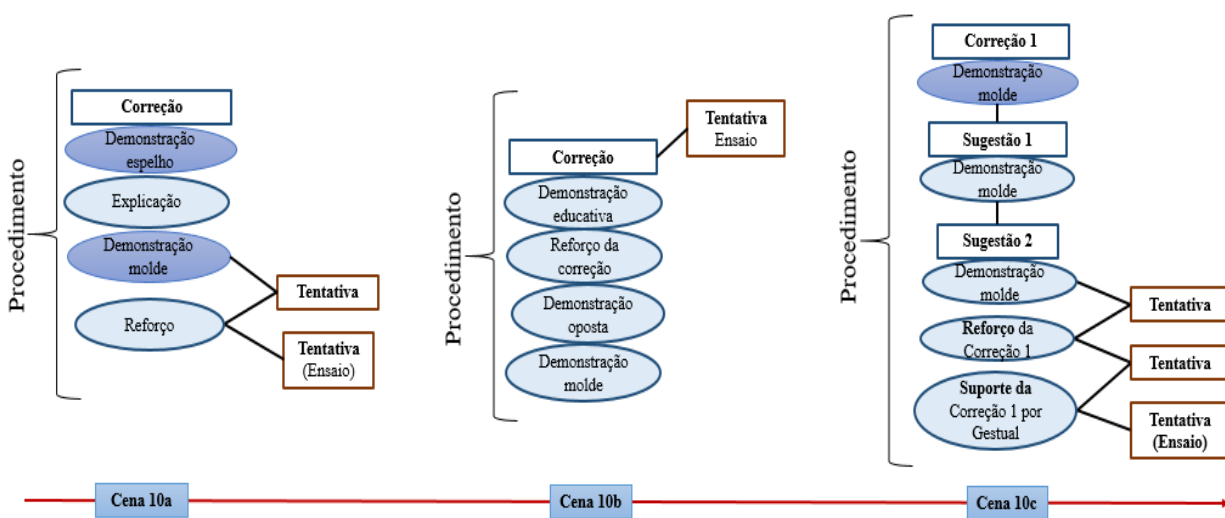 Procedimento
Correção
Demonstração
espelho
Explicação
Demonstração
molde
Reforço
Tentativa
Tentativa
(Ensaio)
Procedimento
Tentativa
Ensaio
Correção
Demonstração
educativa
Reforço da
correção
Demonstração
oposta
Demonstração
molde
Procedimento
Correção 1
Demonstração
molde
Sugestão 1
Demonstração
molde
Sugestão 2
Demonstração
molde
Reforço da
Correção 1
Suporte da
Correção 1 por
Gestual
Tentativa
Tentativa
Tentativa
(Ensaio)
Cena 10a
Cena 10b
Cena 10c